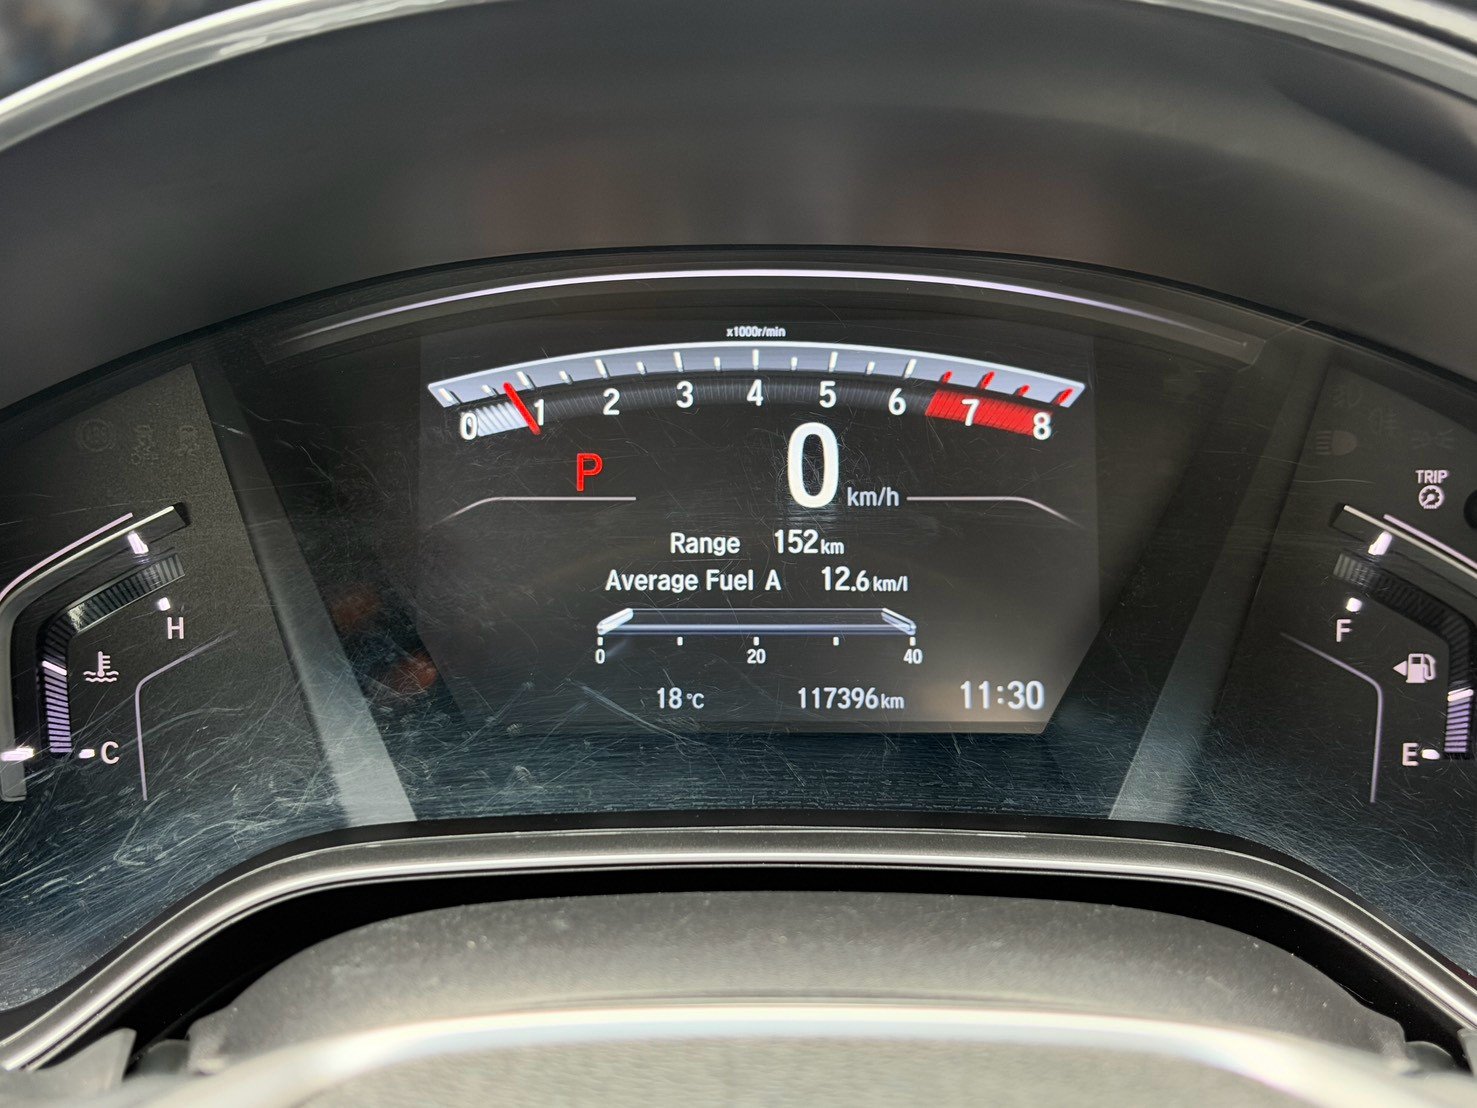 x1000r/min
0 1 2 3 4 5 6 7 8
P 0 km/h
TRIP
Range 152km
Average Fuel A 12.6km/l
H
F
0 20 40
18°C 117396km 11:30
C
E